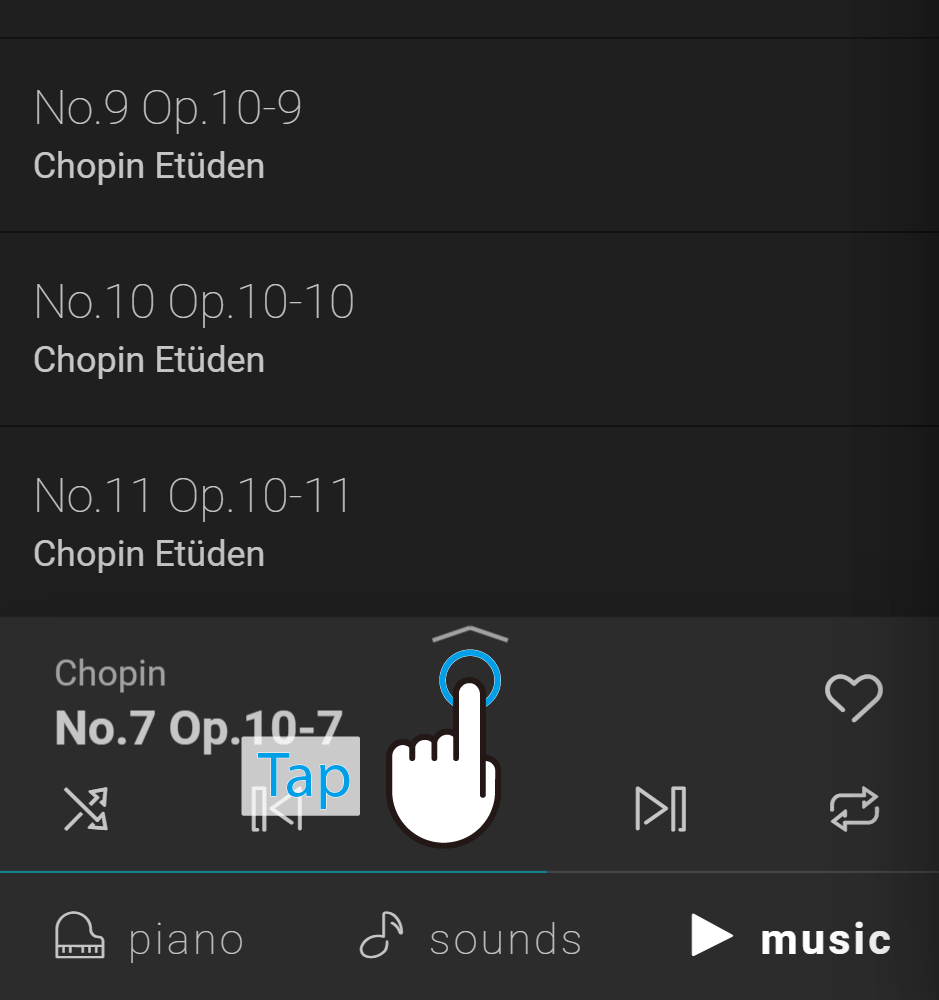 No.9 Op.10-9
Chopin Etüden
No.10 Op.10-10
Chopin Etüden
No.11 Op.10-11
Chopin Etüden
Chopin
No.7 Op.10-7
Tap
piano
sounds
music